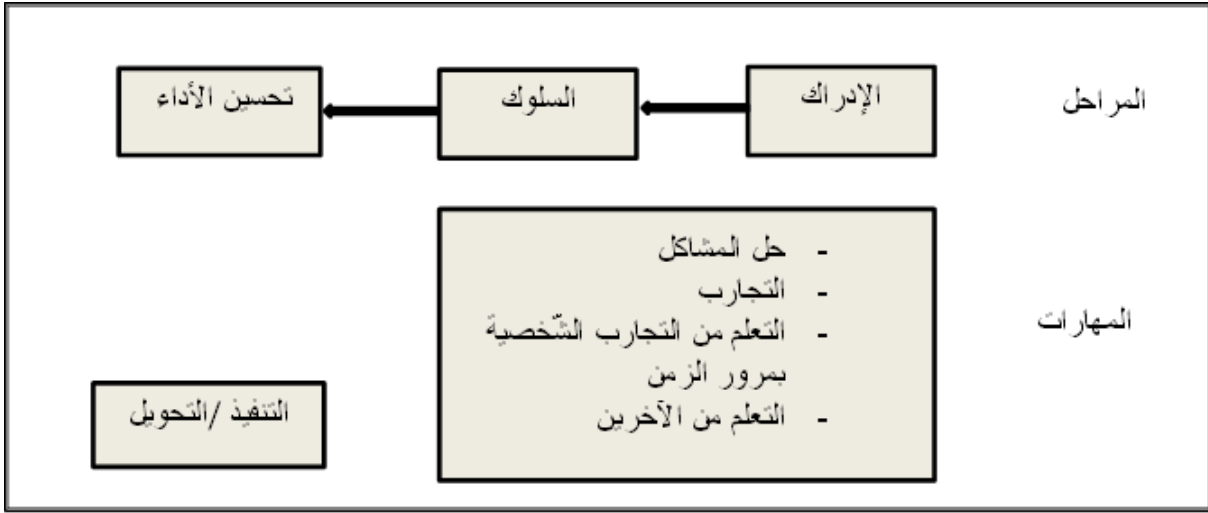 المراحل
الإدراك
السلوك
تحسين الأداء
المهارات
- حل المشاكل
- التجارب
- التعلم من التجارب الشّخصية
بمرور الزمن
- التعلم من الآخرين
التنفيذ /التحويل